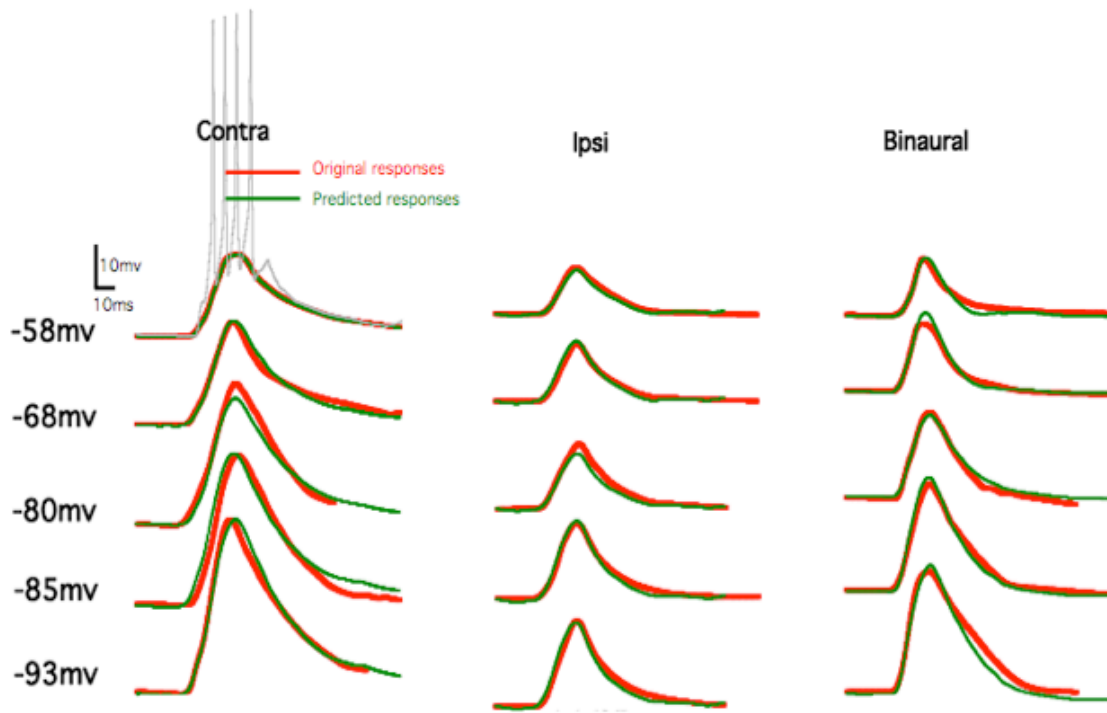 Contra
Ipsi
Binaural
Original responses
Predicted responses
10mv
10ms
-58mv
-68mv
-80mv
-85mv
-93mv